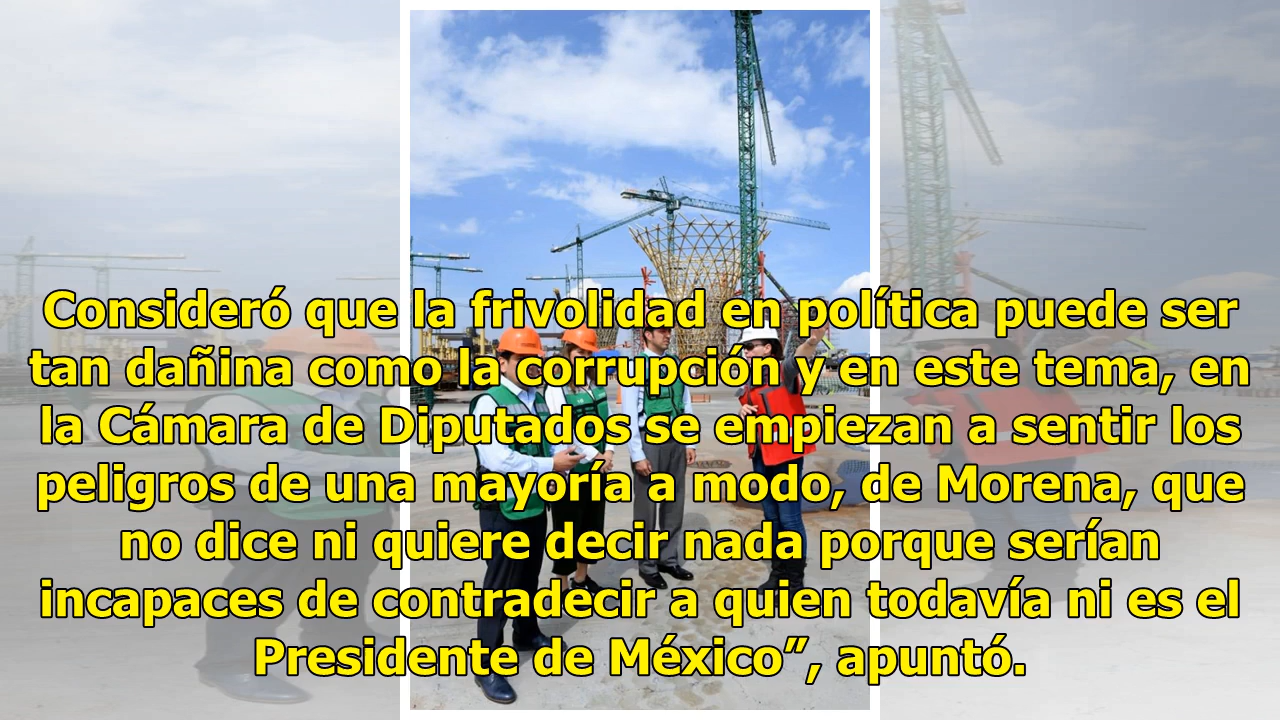 Consideró que la frivolidad en política puede ser
tan dañina como la corrupción y en este tema, en
la Cámara de Diputados se empiezan a sentir los
peligros de una mayoría a modo, de Morena, que
no dice ni quiere decir nada porque serían
incapaces de contradecir a quien todavía ni es el
Presidente de México”, apuntó.